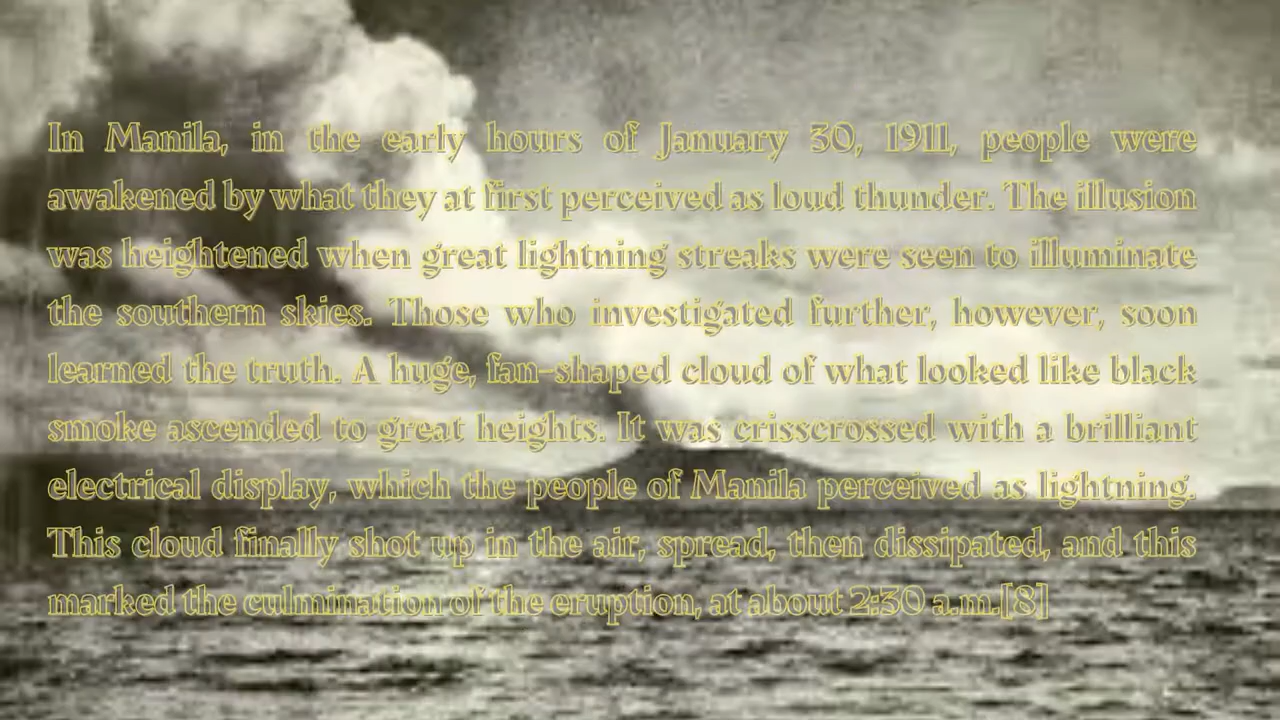 In Manila, in the early hours of January 30, 1911, people were
awakened by what they at first perceived as loud thunder. The illusion
was heightened when great lightning streaks were seen to illuminate
the southern skies. Those who investigated further, however, soon
learned the truth. A huge, fan-shaped cloud of what looked like black
smoke ascended to great heights. It was crisscrossed with a brilliant
electrical display, which the people of Manila perceived as lightning.
This cloud finally shot up in the air, spread, then dissipated, and this
marked the culmination of the eruption, at about 2:30 a.m.[8]